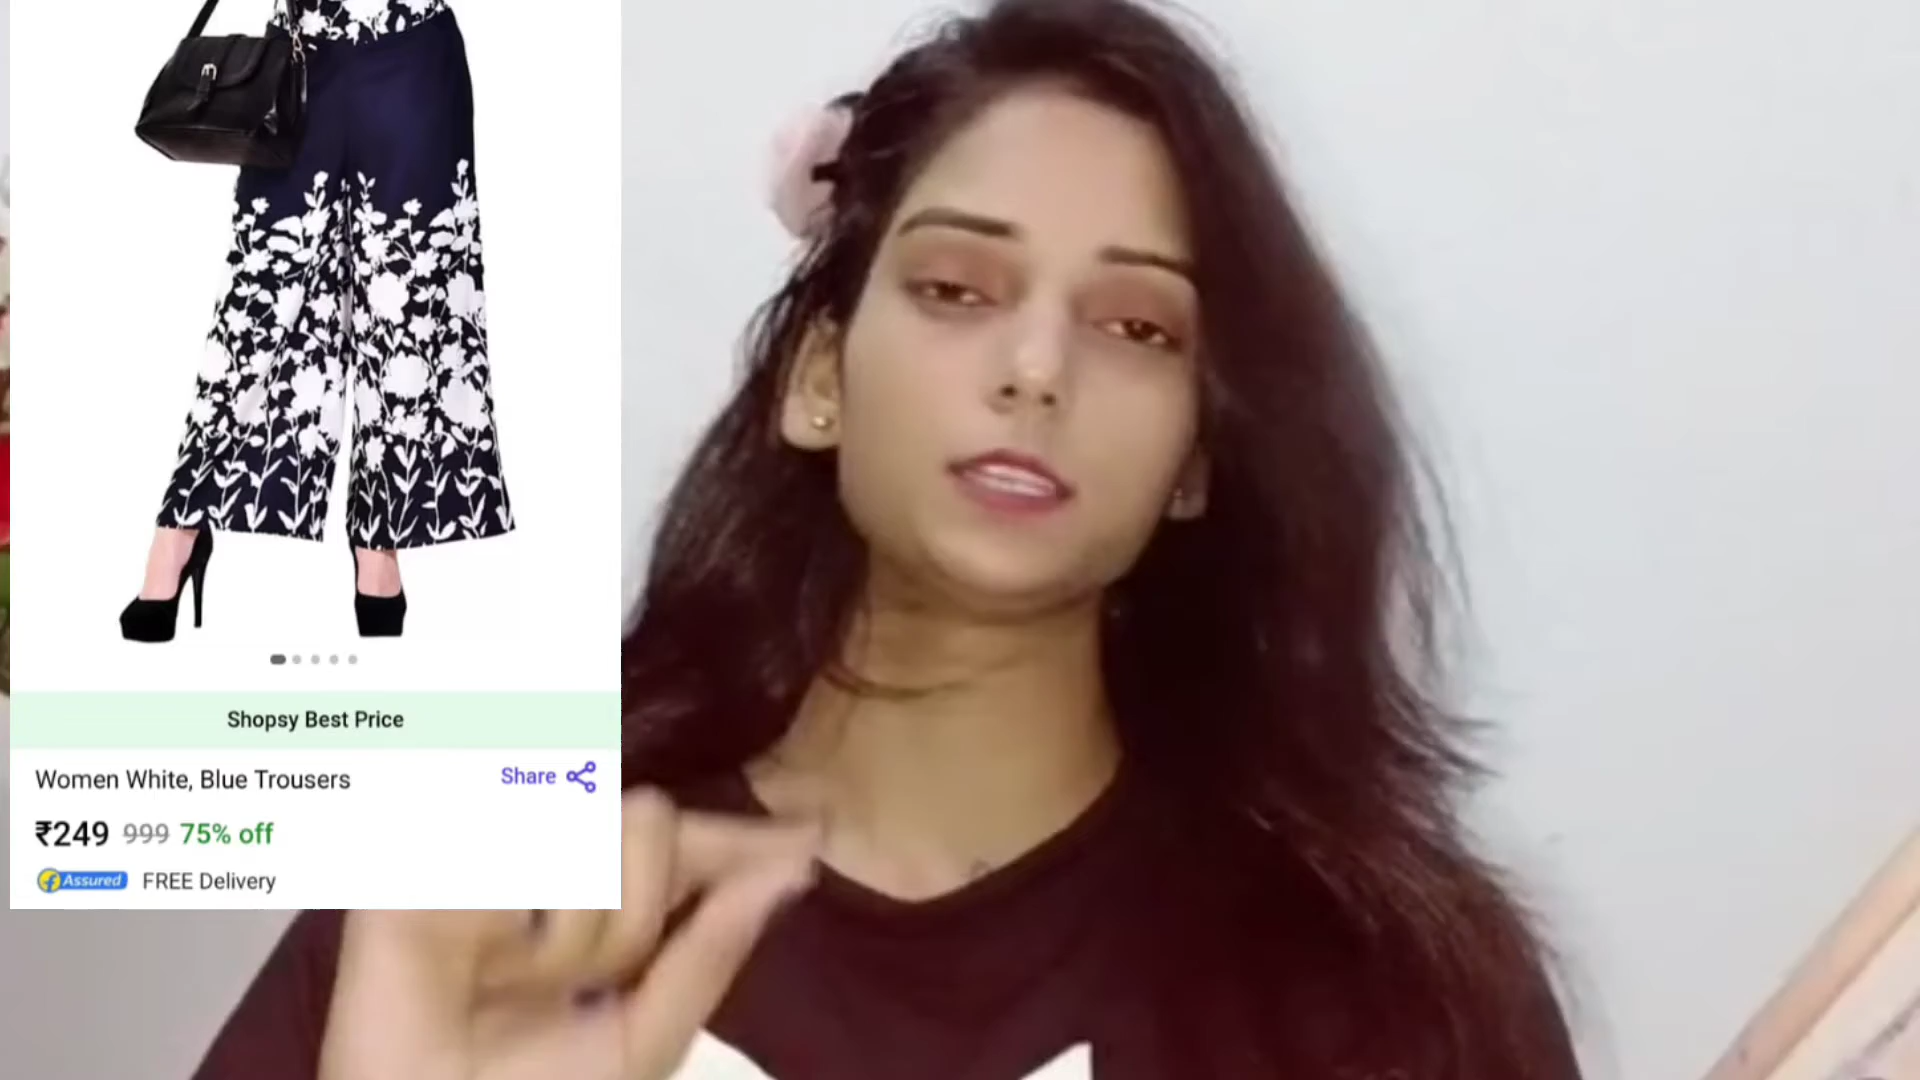 Shopsy Best Price
Women White, Blue Trousers
Share
₹249 999 75% off
Assured FREE Delivery